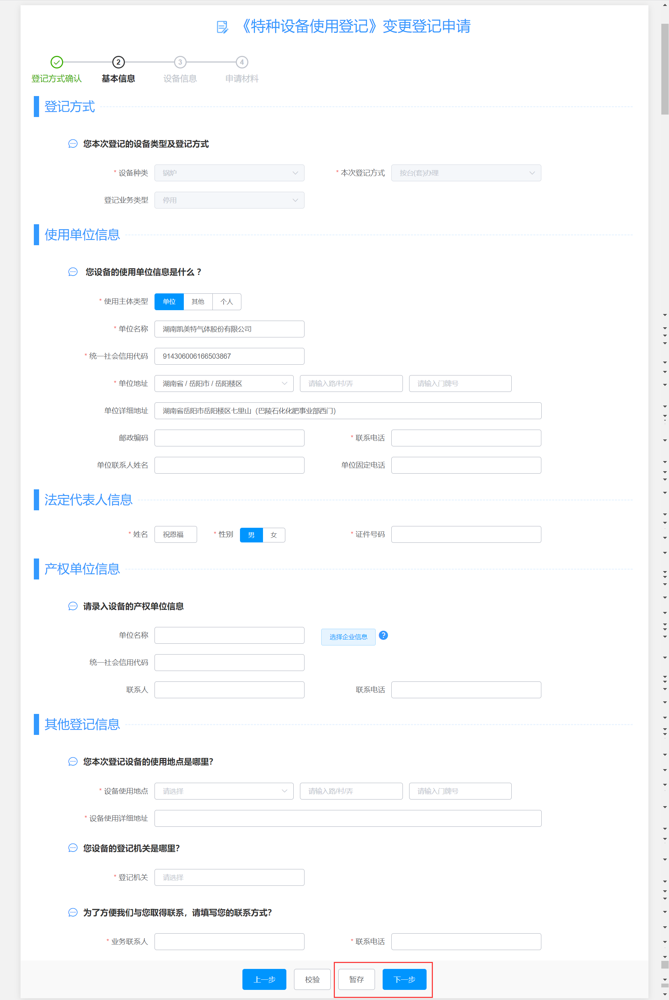 《特种设备使用登记》变更登记申请
2 3 4
登记方式确认 基本信息 设备信息 申请材料
登记方式
您本次登记的设备类型及登记方式
* 设备种类 锅炉 * 本次登记方式 按台(套)办理
登记业务类型 停用
使用单位信息
您设备的使用单位信息是什么？
* 使用主体类型 单位 其他 个人
* 单位名称 湖南凯美特气体股份有限公司
* 统一社会信用代码 914306006166503867
* 单位地址 湖南省 / 岳阳市 / 岳阳楼区 请输入路/村/弄 请输入门牌号
单位详细地址 湖南省岳阳市岳阳楼区七里山（巴陵石化化肥事业部西门）
邮政编码 * 联系电话
单位联系人姓名 单位固定电话
法定代表人信息
* 姓名 祝恩福 * 性别 男 女 * 证件号码
产权单位信息
请录入设备的产权单位信息
单位名称 选择企业信息 ?
统一社会信用代码
联系人 联系电话
其他登记信息
您本次登记设备的使用地点是哪里?
* 设备使用地点 请选择 请输入路/村/弄 请输入门牌号
* 设备使用详细地址
您设备的登记机关是哪里?
* 登记机关 请选择
为了方便我们与您取得联系，请填写您的联系方式?
* 业务联系人 * 联系电话
上一步 校验 暂存 下一步